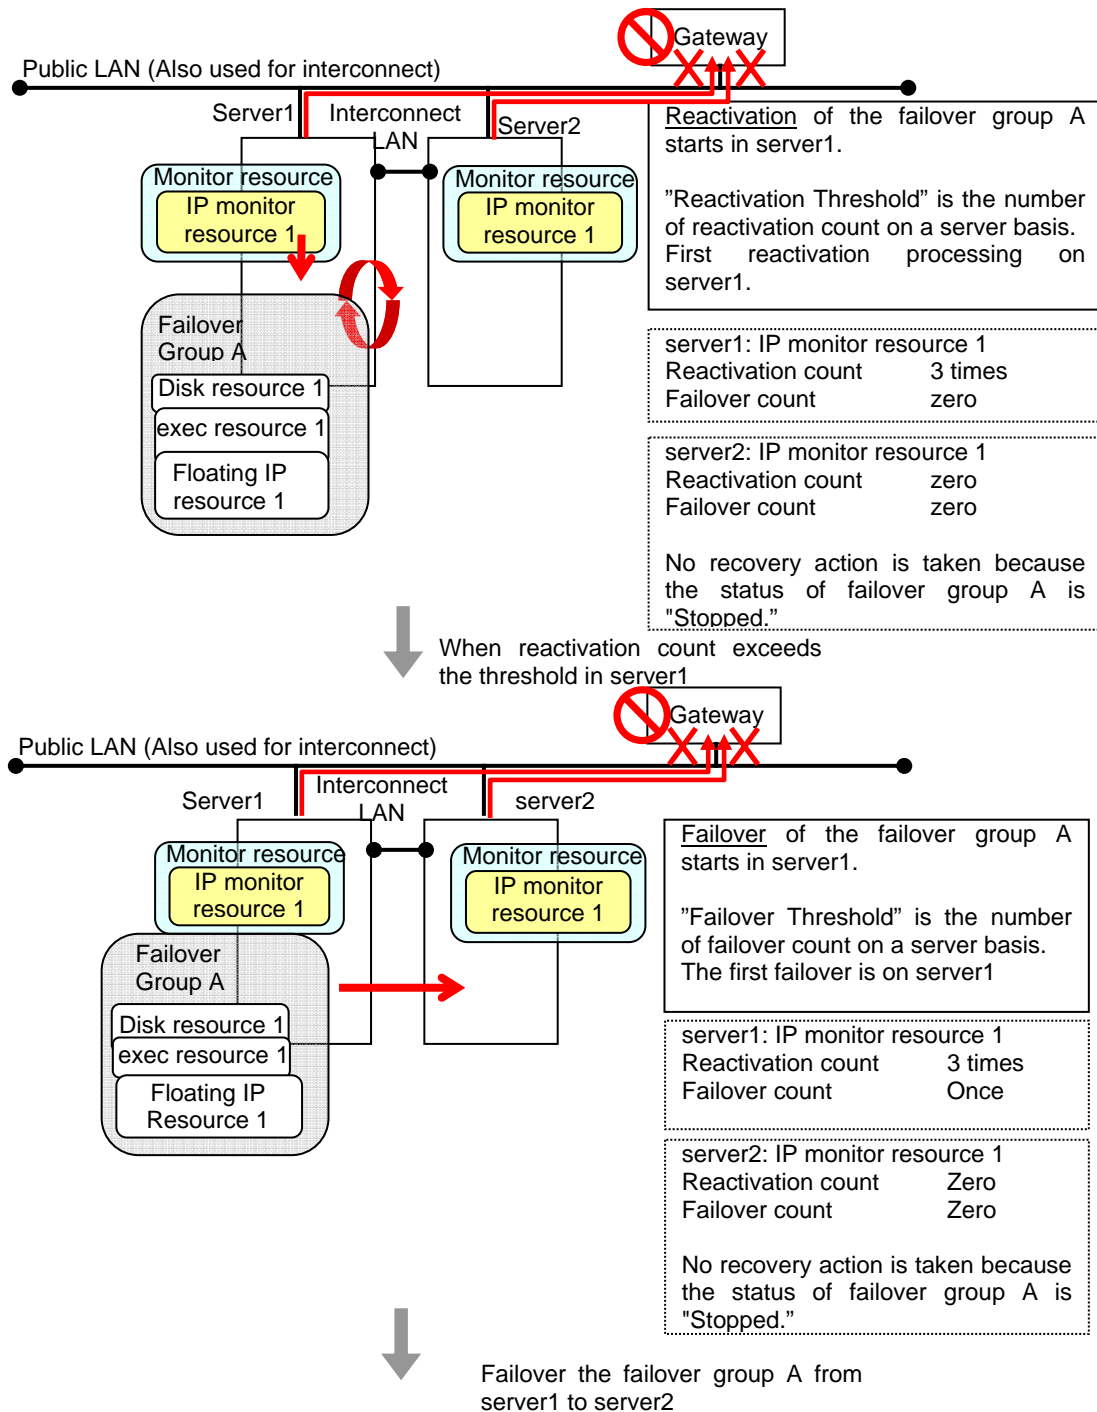 Gateway
Public LAN (Also used for interconnect)
Server1
Interconnect
LAN
Server2
Monitor resource
IP monitor
resource 1
Monitor resource
IP monitor
resource 1
Failover
Group A
Disk resource 1
exec resource 1
Floating IP
resource 1
Reactivation of the failover group A
starts in server1.
”Reactivation Threshold” is the number
of reactivation count on a server basis.
First reactivation processing on
server1.
server1: IP monitor resource 1
Reactivation count 3 times
Failover count zero
server2: IP monitor resource 1
Reactivation count zero
Failover count zero
No recovery action is taken because
the status of failover group A is
"Stopped.”
When reactivation count exceeds
the threshold in server1
Gateway
Public LAN (Also used for interconnect)
Server1
Interconnect
LAN
server2
Monitor resource
IP monitor
resource 1
Monitor resource
IP monitor
resource 1
Failover
Group A
Disk resource 1
exec resource 1
Floating IP
Resource 1
Failover of the failover group A
starts in server1.
”Failover Threshold” is the number
of failover count on a server basis.
The first failover is on server1
server1: IP monitor resource 1
Reactivation count 3 times
Failover count Once
server2: IP monitor resource 1
Reactivation count Zero
Failover count Zero
No recovery action is taken because
the status of failover group A is
"Stopped.”
Failover the failover group A from
server1 to server2